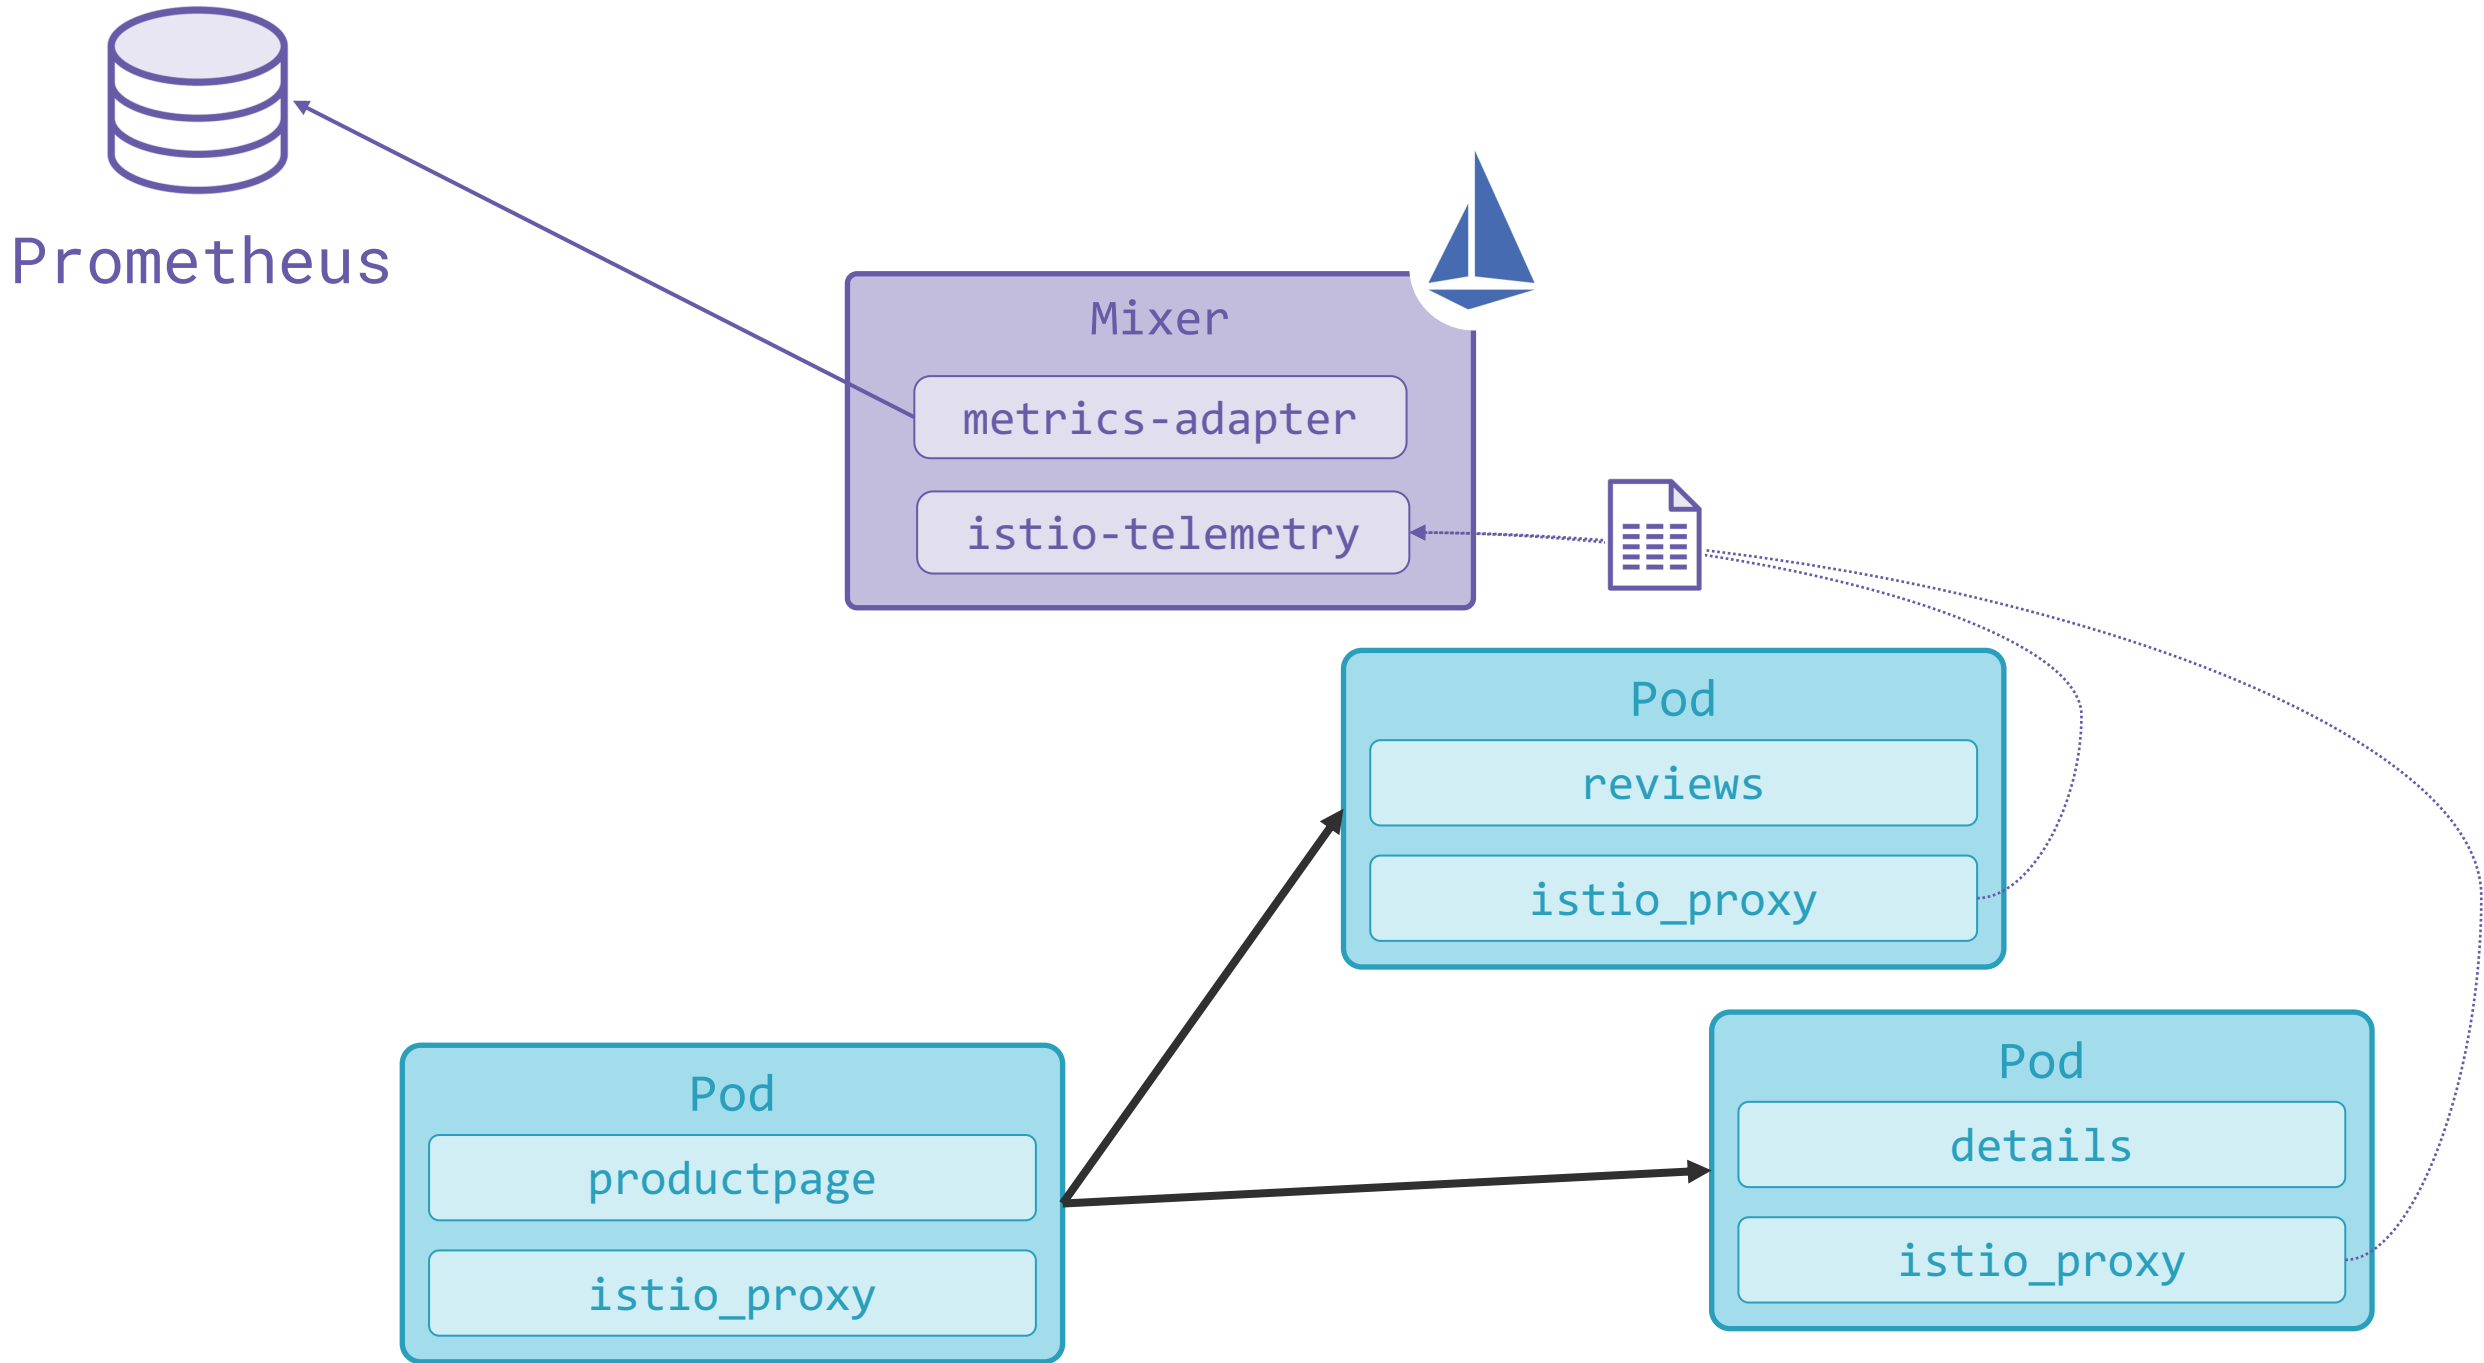 Prometheus
Mixer
metrics-adapter
istio-telemetry
Pod
reviews
istio_proxy
Pod
details
istio_proxy
Pod
productpage
istio_proxy